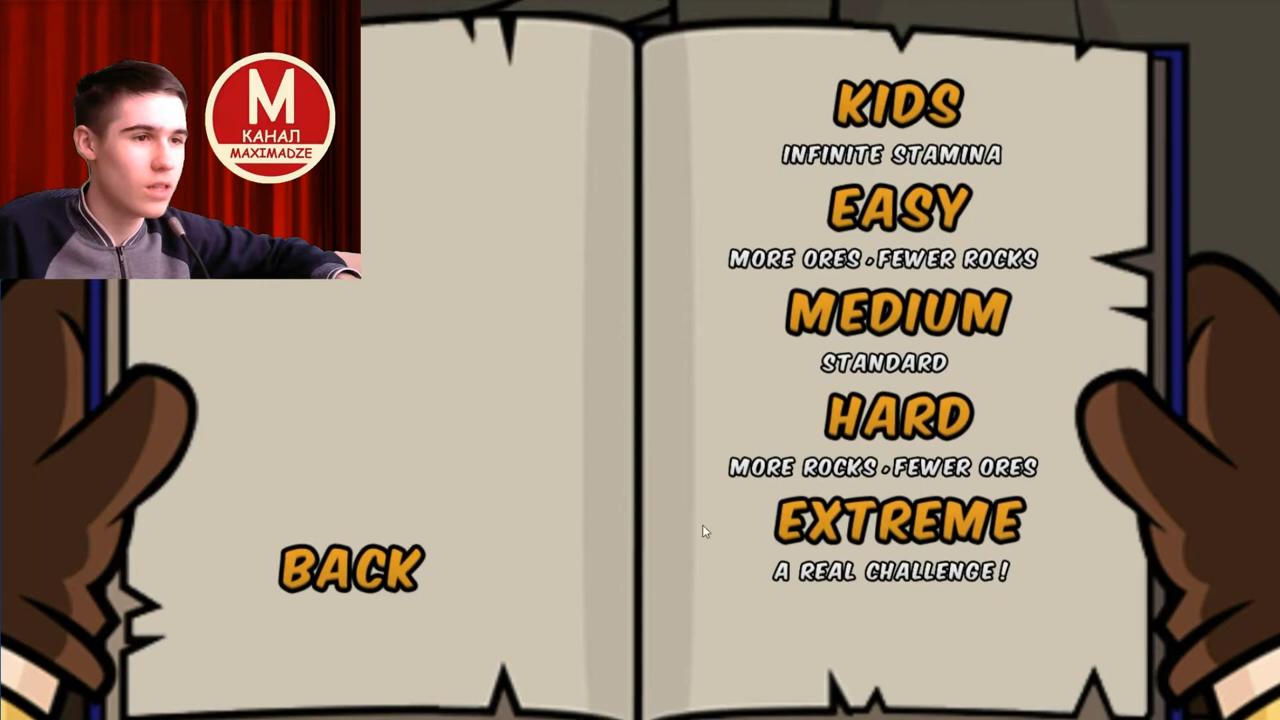 М
КАНАЛ
MAXIMADZE
KIDS
INFINITE STAMINA
EASY
MORE ORES · FEWER ROCKS
MEDIUM
STANDARD
HARD
MORE ROCKS · FEWER ORES
EXTREME
A REAL CHALLENGE!
BACK